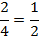 2/4 = 1/2